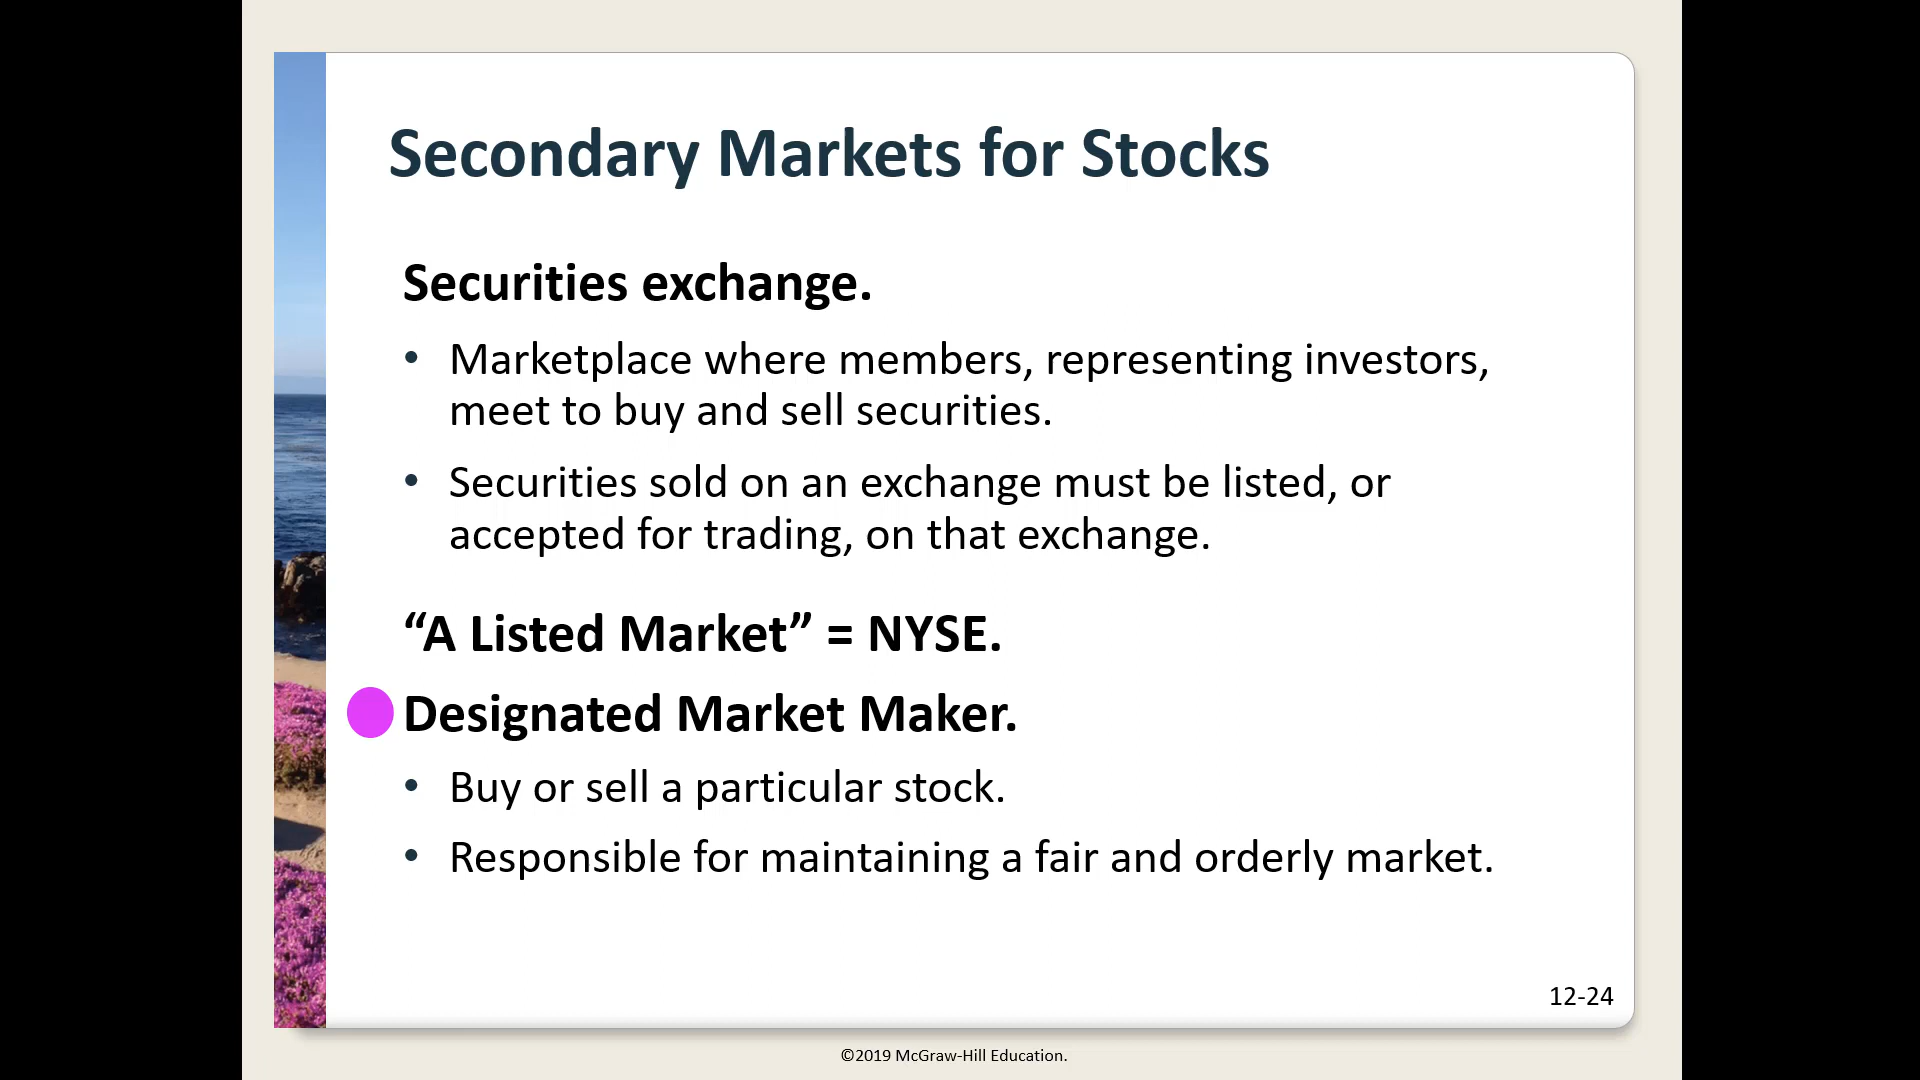 Secondary Markets for Stocks
Securities exchange.
• Marketplace where members, representing investors,
meet to buy and sell securities.
• Securities sold on an exchange must be listed, or
accepted for trading, on that exchange.
“A Listed Market” = NYSE.
Designated Market Maker.
• Buy or sell a particular stock.
• Responsible for maintaining a fair and orderly market.
12-24
©2019 McGraw-Hill Education.